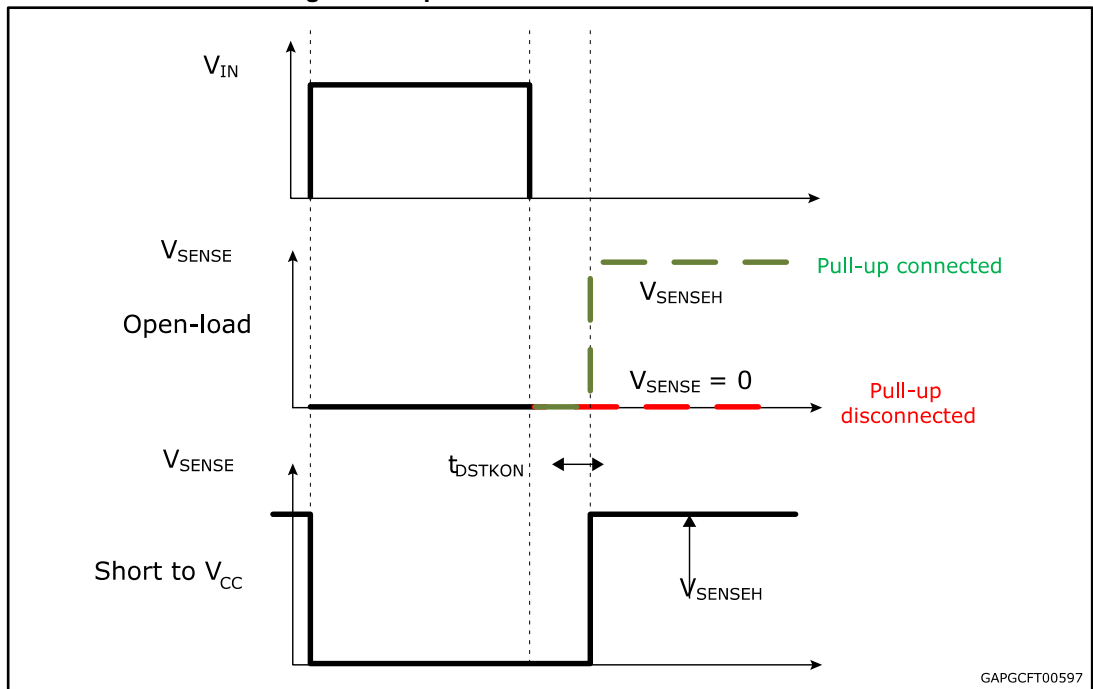 V_IN
V_SENSE
Pull-up connected
V_SENSEH
Open-load
V_SENSE = 0
Pull-up
disconnected
V_SENSE
t_DSTKON
Short to V_CC
V_SENSEH
GAPGCFT00597